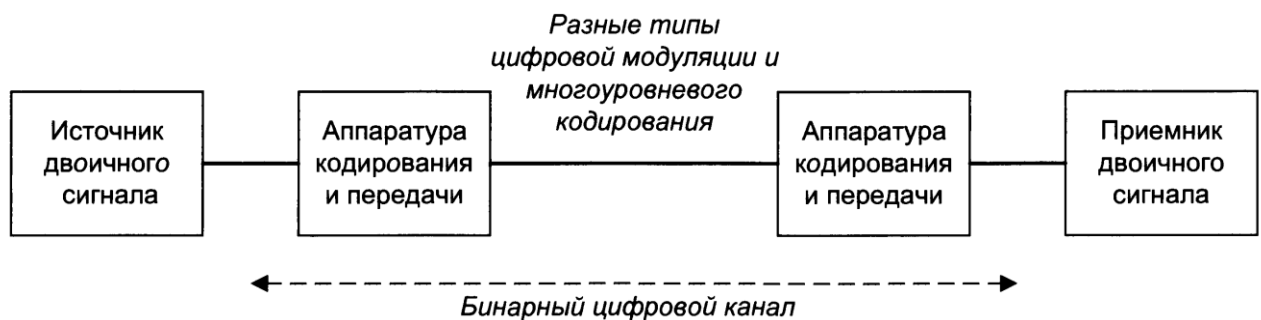 Разные типы
цифровой модуляции и
многоуровневого
кодирования
Источник
двоичного
сигнала
Аппаратура
кодирования
и передачи
Аппаратура
кодирования
и передачи
Приемник
двоичного
сигнала
Бинарный цифровой канал